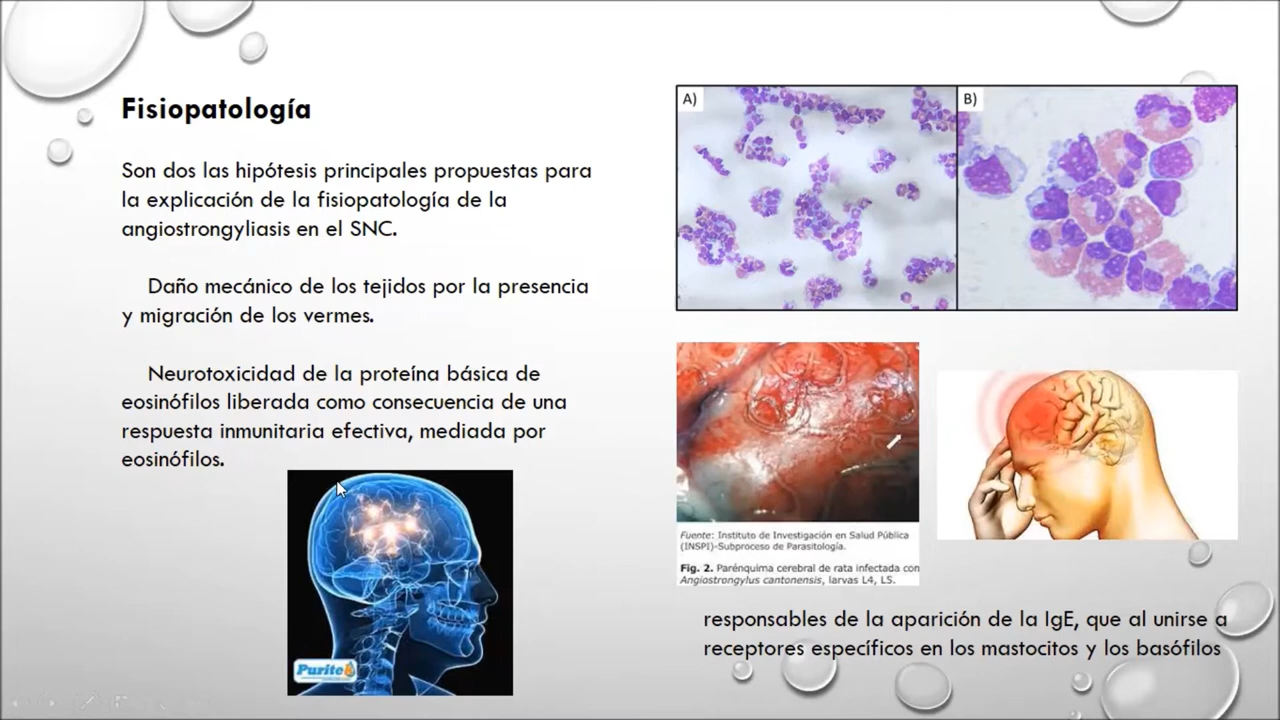 Fisiopatología
Son dos las hipótesis principales propuestas para
la explicación de la fisiopatología de la
angiostrongyliasis en el SNC.
Daño mecánico de los tejidos por la presencia
y migración de los vermes.
Neurotoxicidad de la proteína básica de
eosinófilos liberada como consecuencia de una
respuesta inmunitaria efectiva, mediada por
eosinófilos.
Purite
A)
B)
Fuente: Instituto de Investigación en Salud Pública
(INSPI)-Subproceso de Parasitología.
Fig. 2. Parénquima cerebral de rata infectada con
Angiostrongylus cantonensis, larvas L4, L5.
responsables de la aparición de la IgE, que al unirse a
receptores específicos en los mastocitos y los basófilos